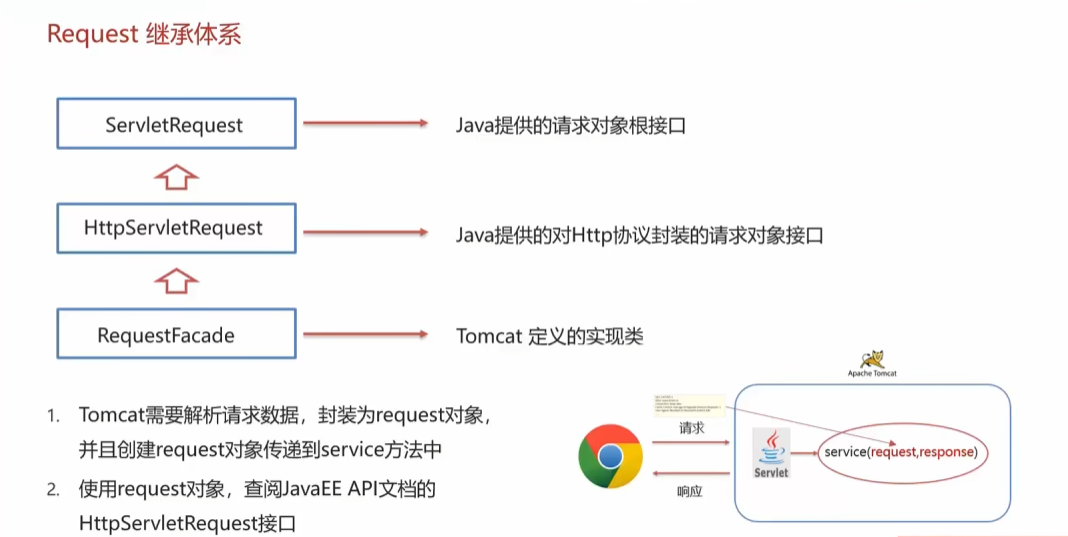 Request 继承体系
ServletRequest
Java提供的请求对象根接口
HttpServletRequest
Java提供的对Http协议封装的请求对象接口
RequestFacade
Tomcat 定义的实现类
1. Tomcat需要解析请求数据，封装为request对象，
并且创建request对象传递到service方法中
2. 使用request对象，查阅JavaEE API文档的
HttpServletRequest接口
Apache Tomcat
请求
Servlet
service(request,response)
响应